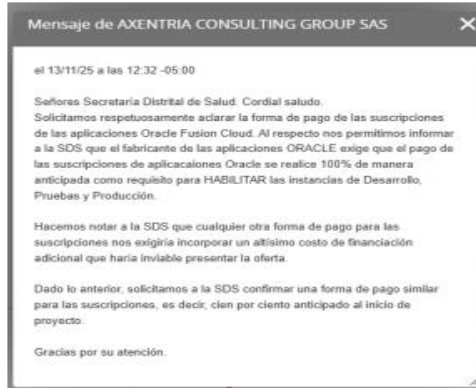 Mensaje de AXENTRIA CONSULTING GROUP SAS X
el 13/11/25 a las 12:32 -05:00
Señores Secretaría Distrital de Salud. Cordial saludo.
Solicitamos respetuosamente aclarar la forma de pago de las suscripciones
de las aplicaciones Oracle Fusion Cloud. Al respecto nos permitimos informar
a la SDS que el fabricante de las aplicaciones ORACLE exige que el pago de
las suscripciones de aplicacaiones Oracle se realice 100% de manera
anticipada como requisito para HABILITAR las instancias de Desarrollo,
Pruebas y Producción.
Hacemos notar a la SDS que cualquier otra forma de pago para las
suscripciones nos exigiría incorporar un altísimo costo de financiación
adicional que haría inviable presentar la oferta.
Dado lo anterior, solicitamos a la SDS confirmar una forma de pago similar
para las suscripciones, es decir, cien por ciento anticipado al inicio de
proyecto.
Gracias por su atención.